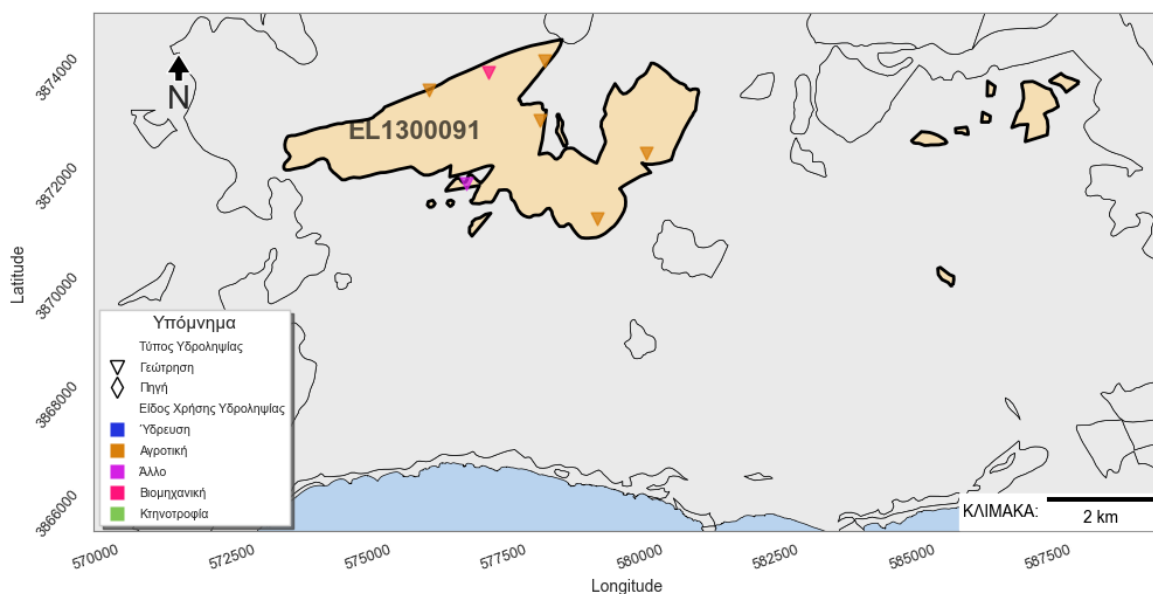 EL1300091
N
3874000
3872000
3870000
3868000
3866000
Latitude
Υπόμνημα
Τύπος Υδροληψίας
Γεώτρηση
Πηγή
Είδος Χρήσης Υδροληψίας
Ύδρευση
Αγροτική
Άλλο
Βιομηχανική
Κτηνοτροφία
ΚΛΙΜΑΚΑ:
2 km
570000
572500
575000
577500
580000
582500
585000
587500
Longitude